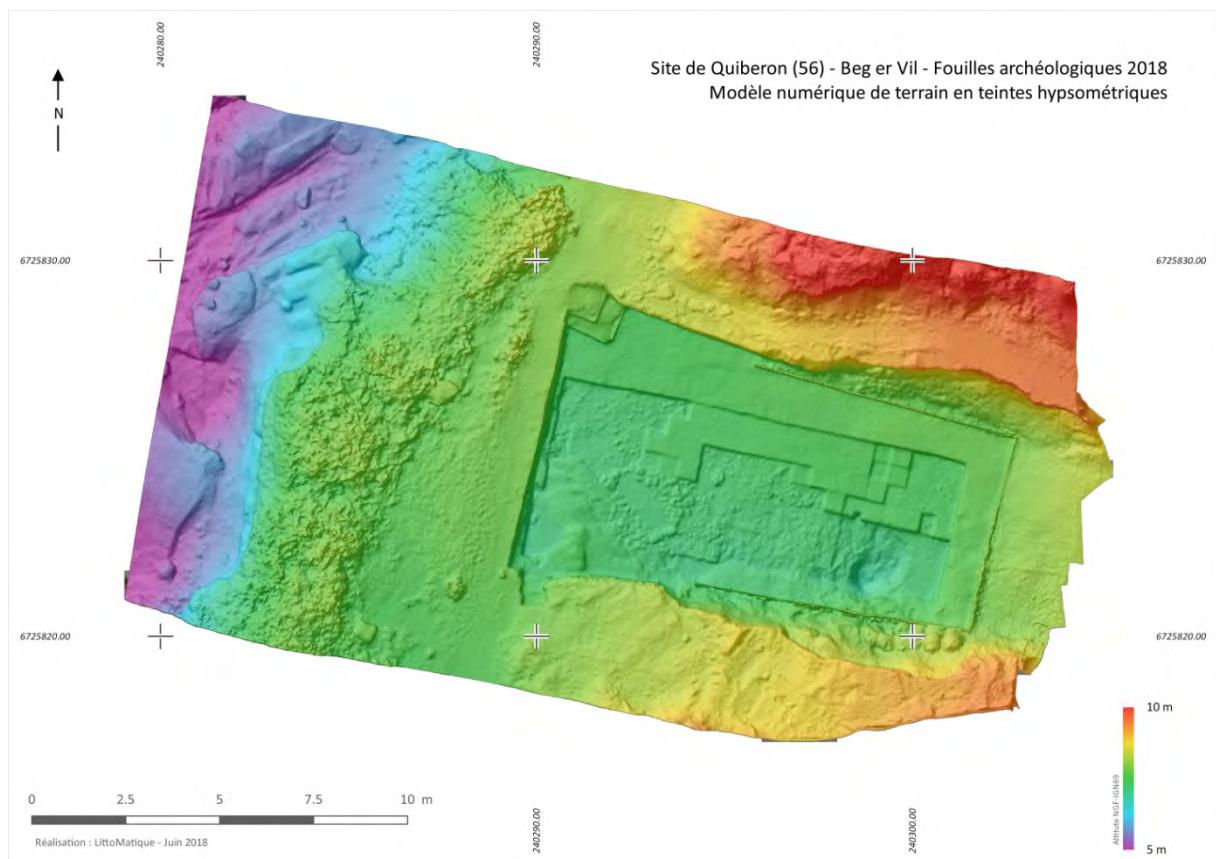 240280.00
240290.00
Site de Quiberon (56) - Beg er Vil - Fouilles archéologiques 2018
Modèle numérique de terrain en teintes hypsométriques
N
6725830.00
6725830.00
6725820.00
6725820.00
10 m
Altitute NGF-IGN69
5 m
0 2.5 5 7.5 10 m
Réalisation : LittoMatique - Juin 2018
240290.00
240300.00